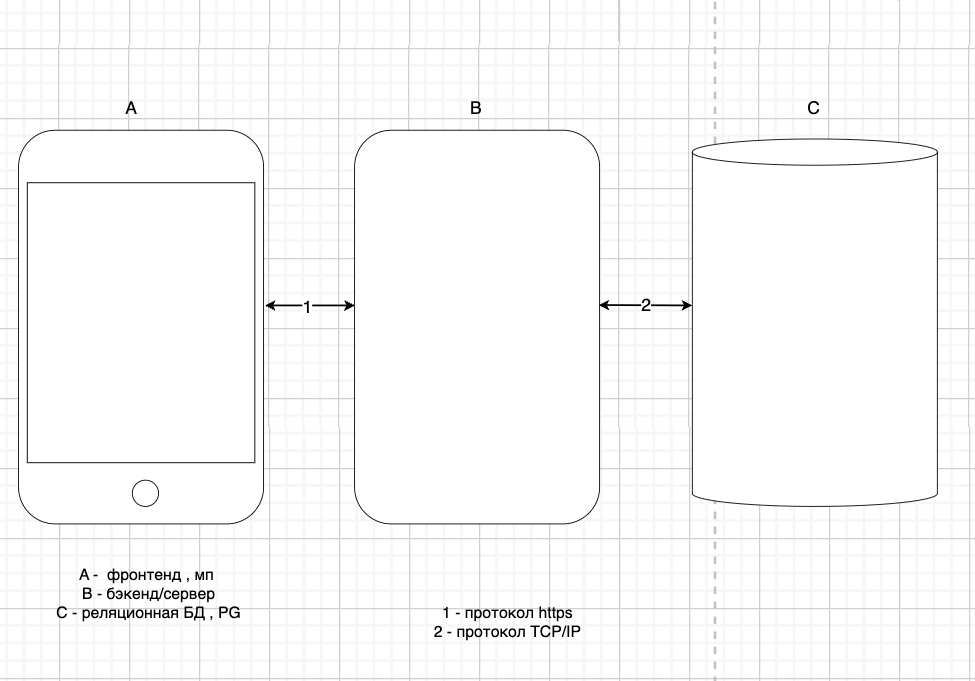 A
B
C
1
2
A -  фронтенд , мп
B - бэкенд/сервер
C - реляционная БД , PG
1 - протокол https
2 - протокол TCP/IP